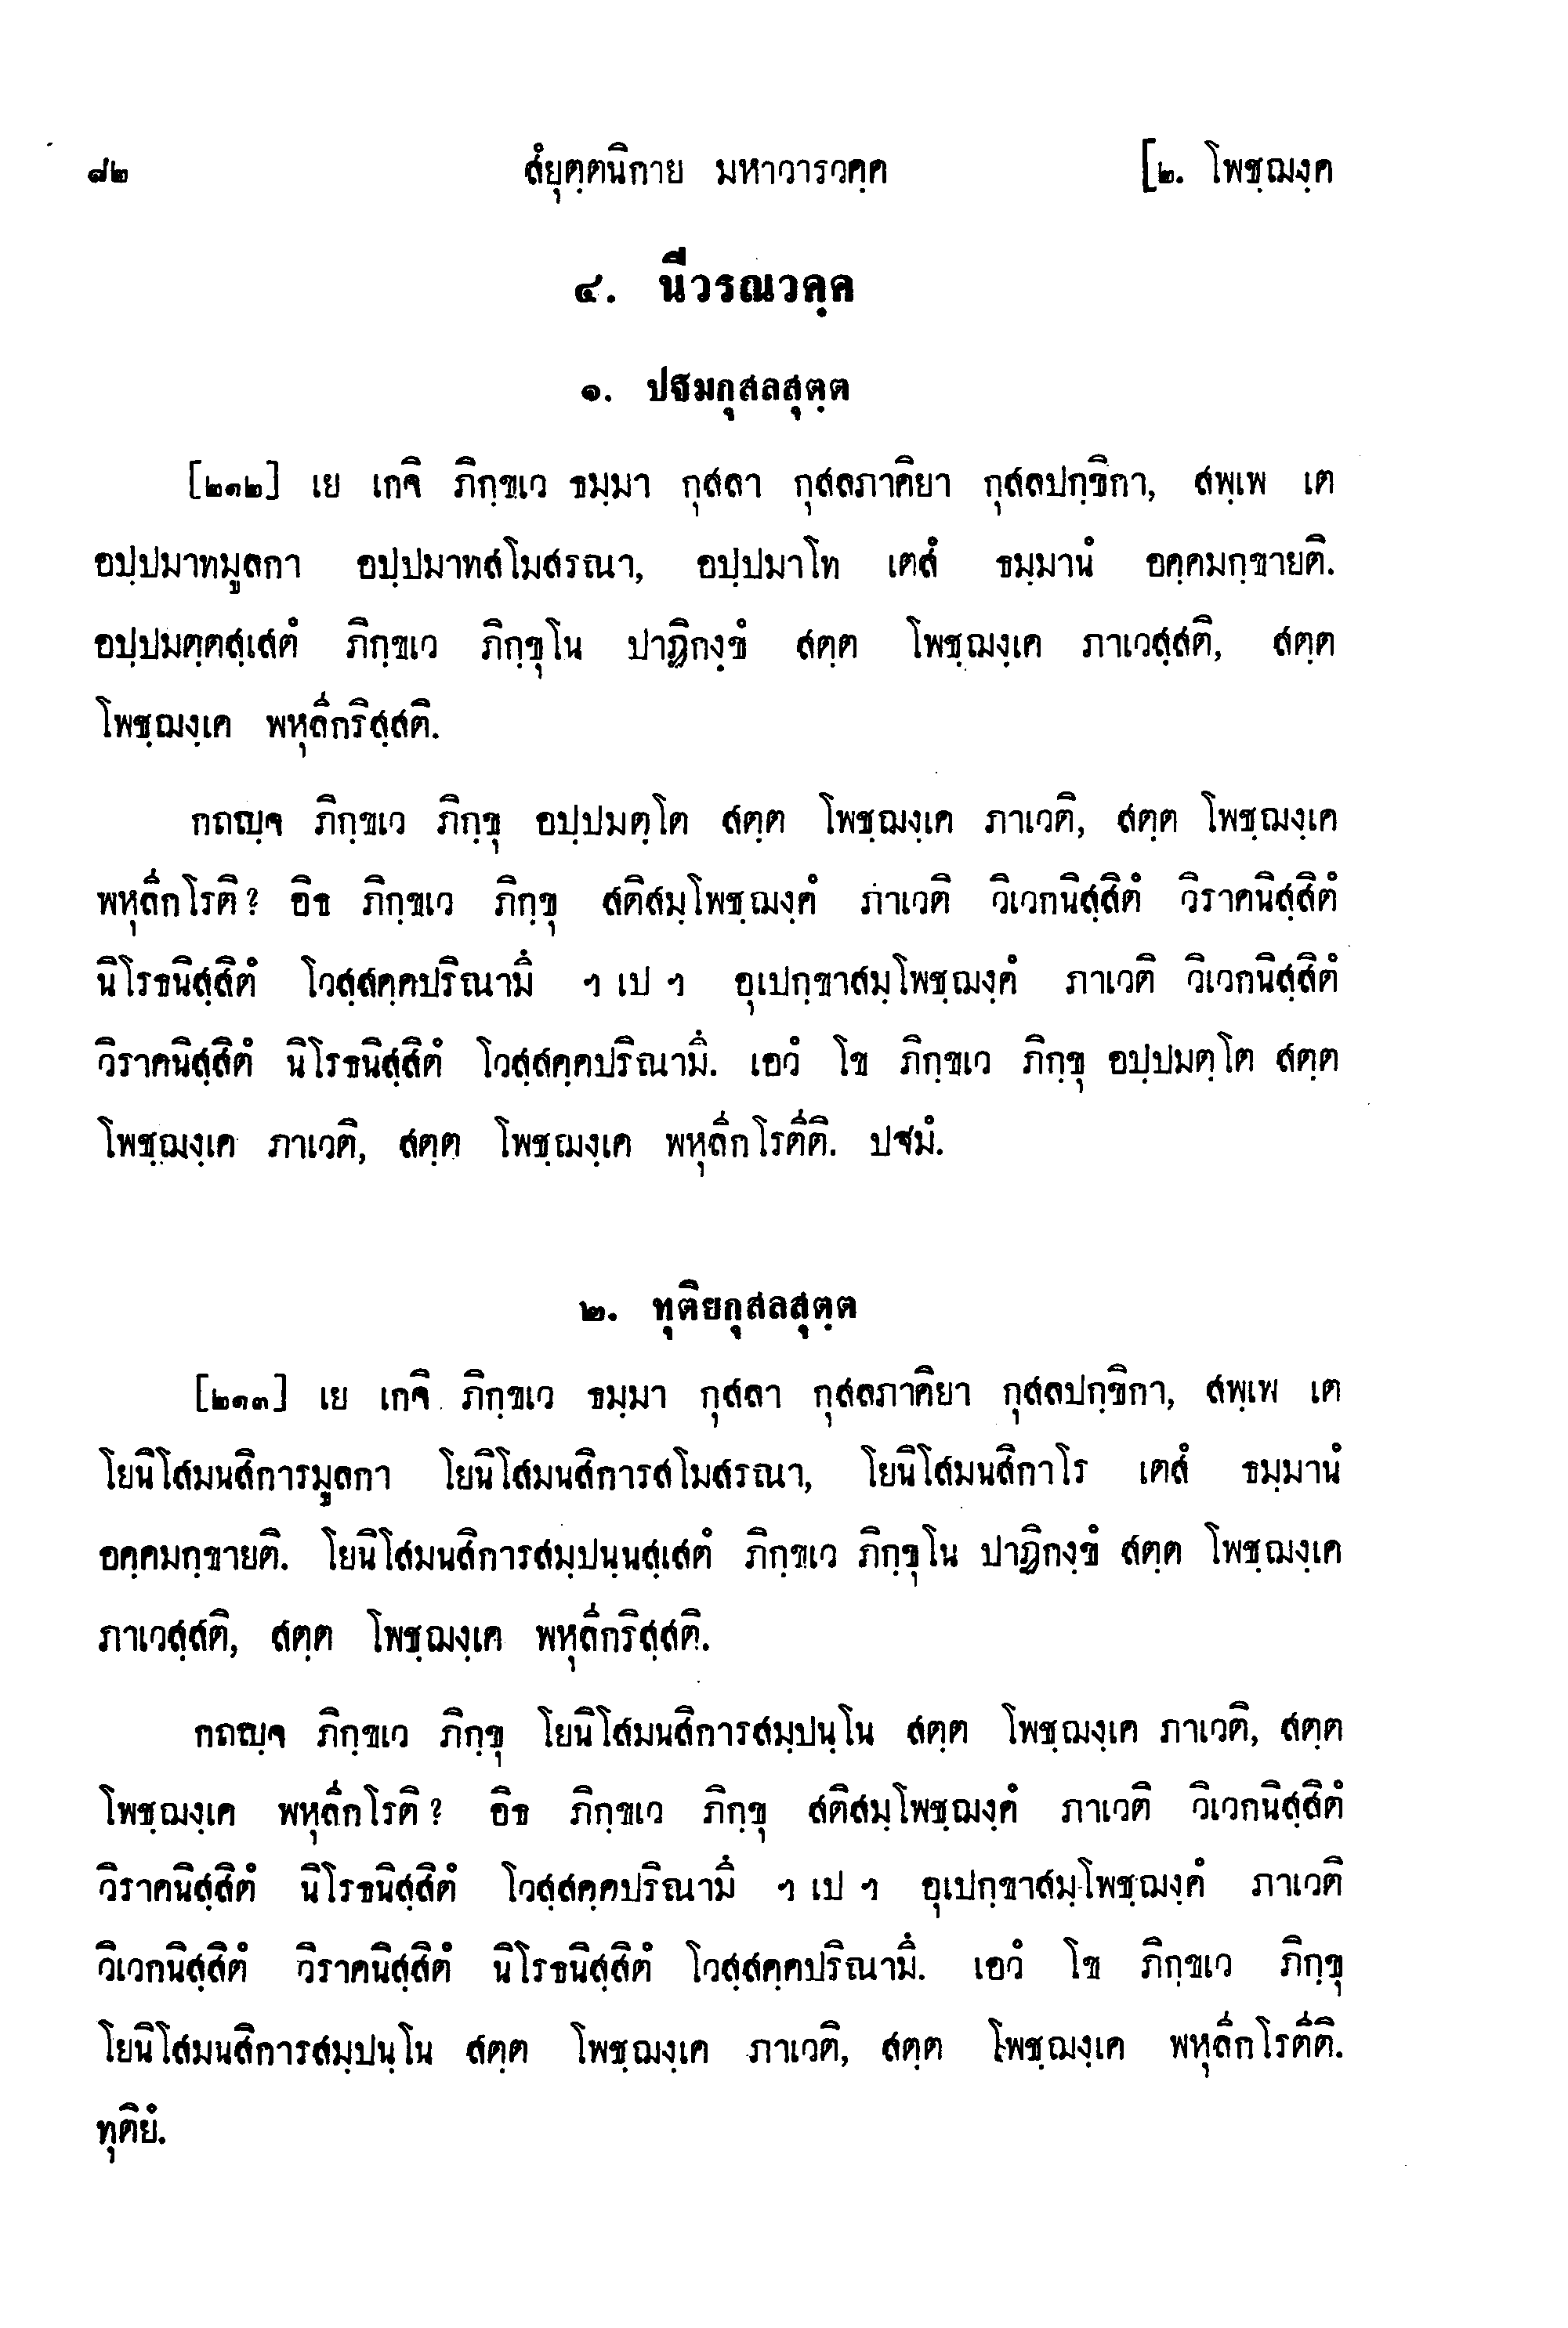 ๘๒ สํยุตฺตนิกาย มหาวารวคฺค [๒. โพชฺฌงฺค
๔. นีวรณวคฺค
๑. ปฐมกุสลสุตฺต
[๒๑๒] เย เกจิ ภิกฺขเว ธมฺมา กุสลา กุสลภาคิยา กุสลปกฺขิกา, สพฺเพ เต
อปฺปมาทมูลกา อปฺปมาทสโมสรณา, อปฺปมาโท เตสํ ธมฺมานํ อคฺคมกฺขายติ.
อปฺปมตฺตสฺเสตํ ภิกฺขเว ภิกฺขุโน ปาฏิกงฺขํ สตฺต โพชฺฌงฺเค ภาเวสฺสติ, สตฺต
โพชฺฌงฺเค พหุลีกริสฺสติ.
กถญฺจ ภิกฺขเว ภิกฺขุ อปฺปมตฺโต สตฺต โพชฺฌงฺเค ภาเวติ, สตฺต โพชฺฌงฺเค
พหุลีกโรติ? อิธ ภิกฺขเว ภิกฺขุ สติสมฺโพชฺฌงฺคํ ภาเวติ วิเวกนิสฺสิตํ วิราคนิสฺสิตํ
นิโรธนิสฺสิตํ โวสฺสคฺคปริณามึ ฯ เป ฯ อุเปกฺขาสมฺโพชฺฌงฺคํ ภาเวติ วิเวกนิสฺสิตํ
วิราคนิสฺสิตํ นิโรธนิสฺสิตํ โวสฺสคฺคปริณามึ. เอวํ โข ภิกฺขเว ภิกฺขุ อปฺปมตฺโต สตฺต
โพชฺฌงฺเค ภาเวติ, สตฺต โพชฺฌงฺเค พหุลีกโรตีติ. ปฐมํ.
๒. ทุติยกุสลสุตฺต
[๒๑๓] เย เกจิ ภิกฺขเว ธมฺมา กุสลา กุสลภาคิยา กุสลปกฺขิกา, สพฺเพ เต
โยนิโสมนสิการมูลกา โยนิโสมนสิการสโมสรณา, โยนิโสมนสิกาโร เตสํ ธมฺมานํ
อคฺคมกฺขายติ. โยนิโสมนสิการสมฺปนฺนสฺเสตํ ภิกฺขเว ภิกฺขุโน ปาฏิกงฺขํ สตฺต โพชฺฌงฺเค
ภาเวสฺสติ, สตฺต โพชฺฌงฺเค พหุลีกริสฺสติ.
กถญฺจ ภิกฺขเว ภิกฺขุ โยนิโสมนสิการสมฺปนฺโน สตฺต โพชฺฌงฺเค ภาเวติ, สตฺต
โพชฺฌงฺเค พหุลีกโรติ? อิธ ภิกฺขเว ภิกฺขุ สติสมฺโพชฺฌงฺคํ ภาเวติ วิเวกนิสฺสิตํ
วิราคนิสฺสิตํ นิโรธนิสฺสิตํ โวสฺสคฺคปริณามึ ฯ เป ฯ อุเปกฺขาสมฺโพชฺฌงฺคํ ภาเวติ
วิเวกนิสฺสิตํ วิราคนิสฺสิตํ นิโรธนิสฺสิตํ โวสฺสคฺคปริณามึ. เอวํ โข ภิกฺขเว ภิกฺขุ
โยนิโสมนสิการสมฺปนฺโน สตฺต โพชฺฌงฺเค ภาเวติ, สตฺต โพชฺฌงฺเค พหุลีกโรตีติ.
ทุติยํ.